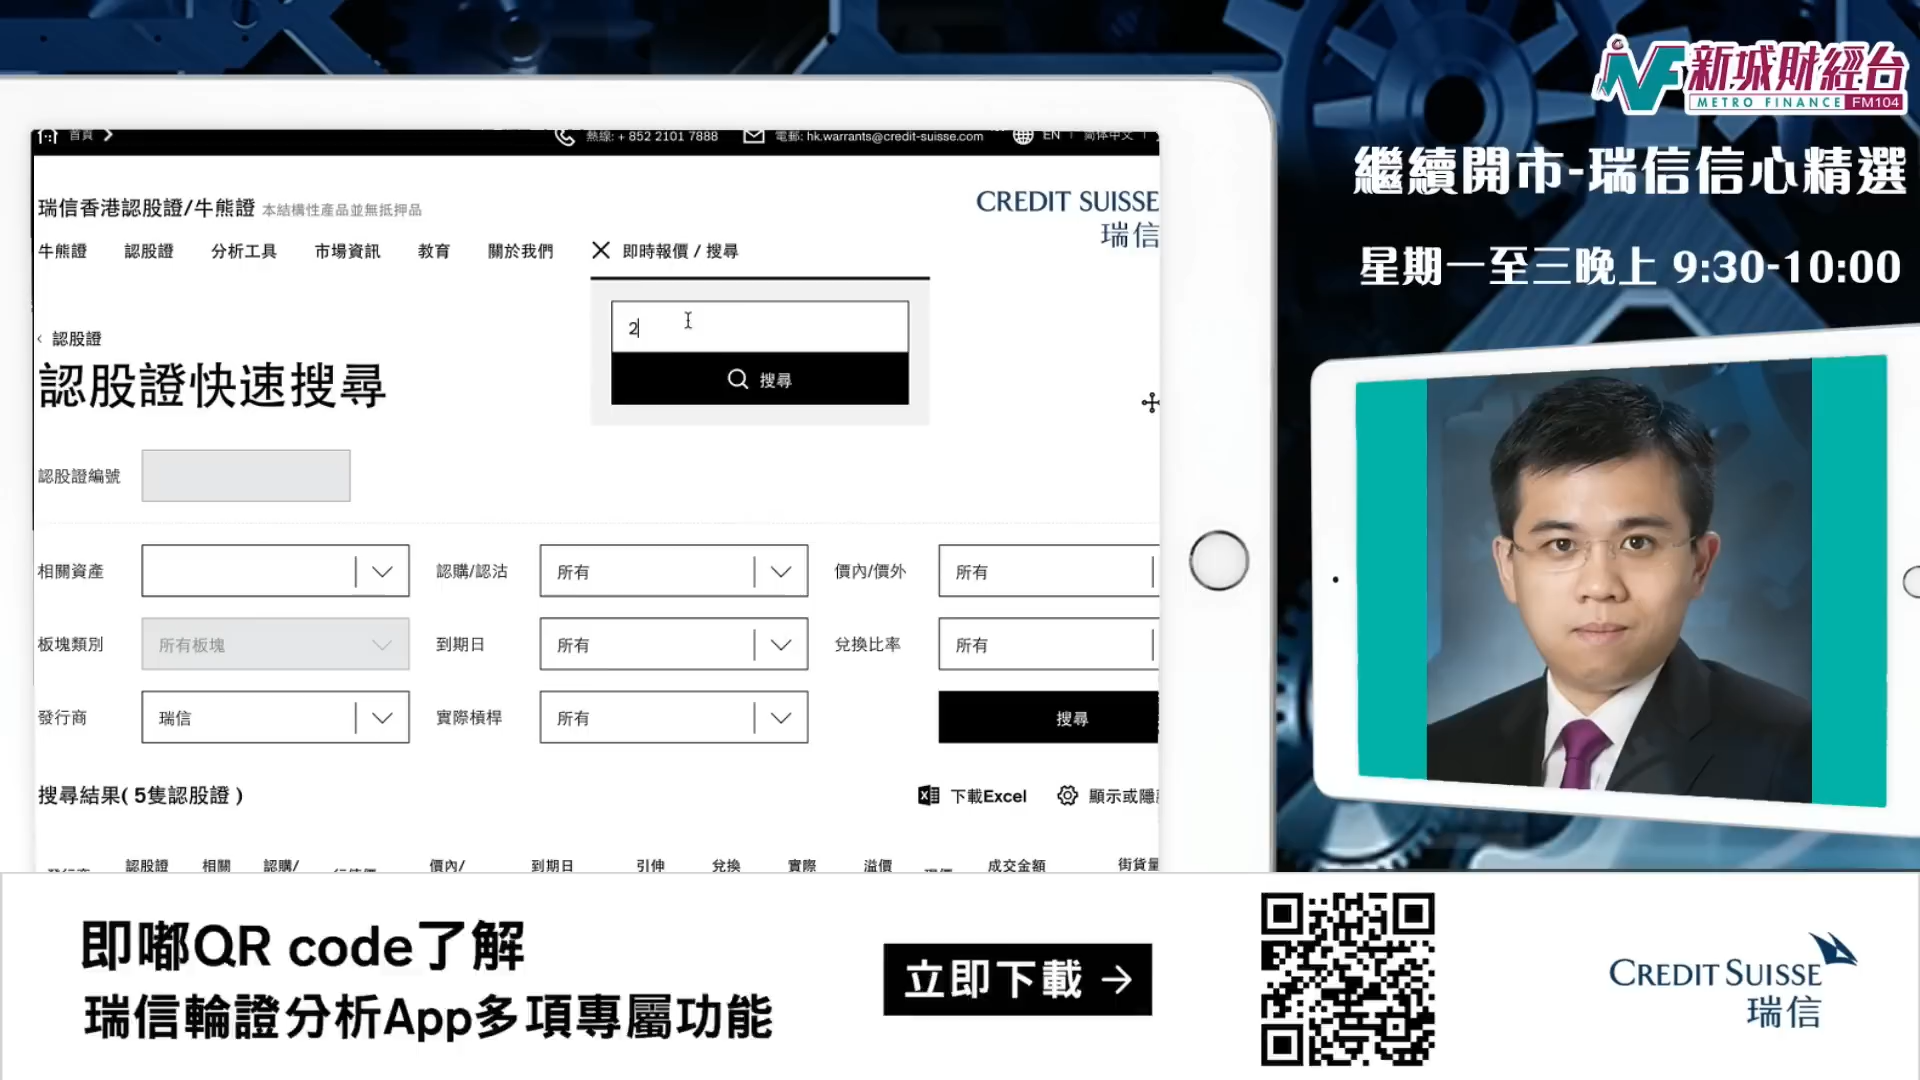 首頁
熱線: + 852 2101 7888
電郵: hk.warrants@credit-suisse.com
EN
简体中文
瑞信香港認股證/牛熊證 本結構性產品並無抵押品
CREDIT SUISSE
瑞信
牛熊證 認股證 分析工具 市場資訊 教育 關於我們 即時報價 / 搜尋
2
搜尋
認股證
認股證快速搜尋
認股證編號
相關資產
認購/認沽 所有
價內/價外 所有
板塊類別 所有板塊
到期日 所有
兌換比率 所有
發行商 瑞信
實際槓桿 所有
搜尋
搜尋結果( 5隻認股證 )
下載Excel
顯示或隱
認股證 相關 認購/ 價內/ 到期日 引伸 兌換 實際 溢價 成交金額 街貨量
新城財經台
METRO FINANCE FM104
繼續開市-瑞信信心精選
星期一至三晚上 9:30-10:00
即嘟QR code了解
瑞信輪證分析App多項專屬功能
立即下載
CREDIT SUISSE
瑞信